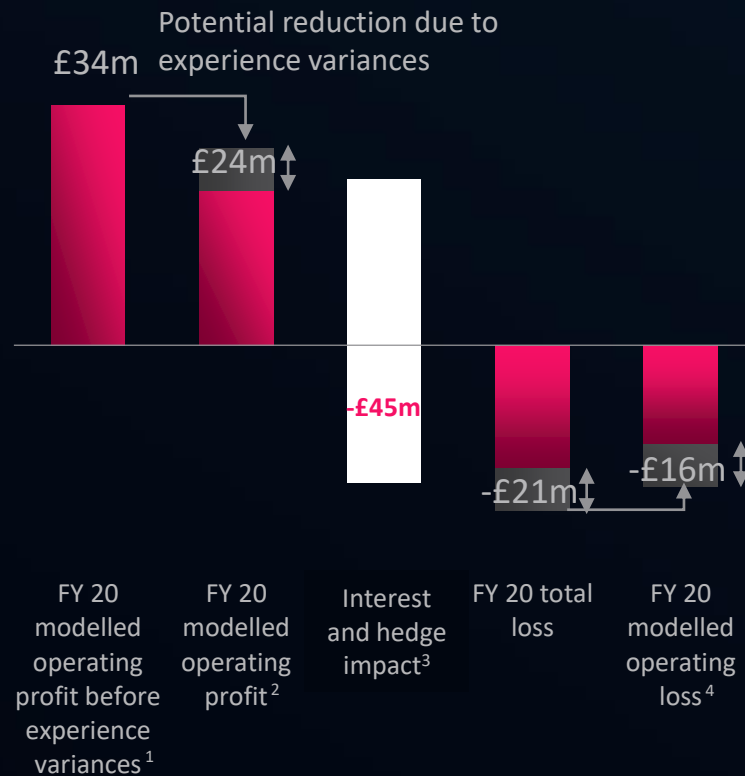 Potential reduction due to
experience variances
£34m
£24m
-£45m
-£21m
-£16m
FY 20
modelled
operating
profit before
experience
variances 1
FY 20
modelled
operating
profit 2
Interest
and hedge
impact3
FY 20 total
loss
FY 20
modelled
operating
loss 4